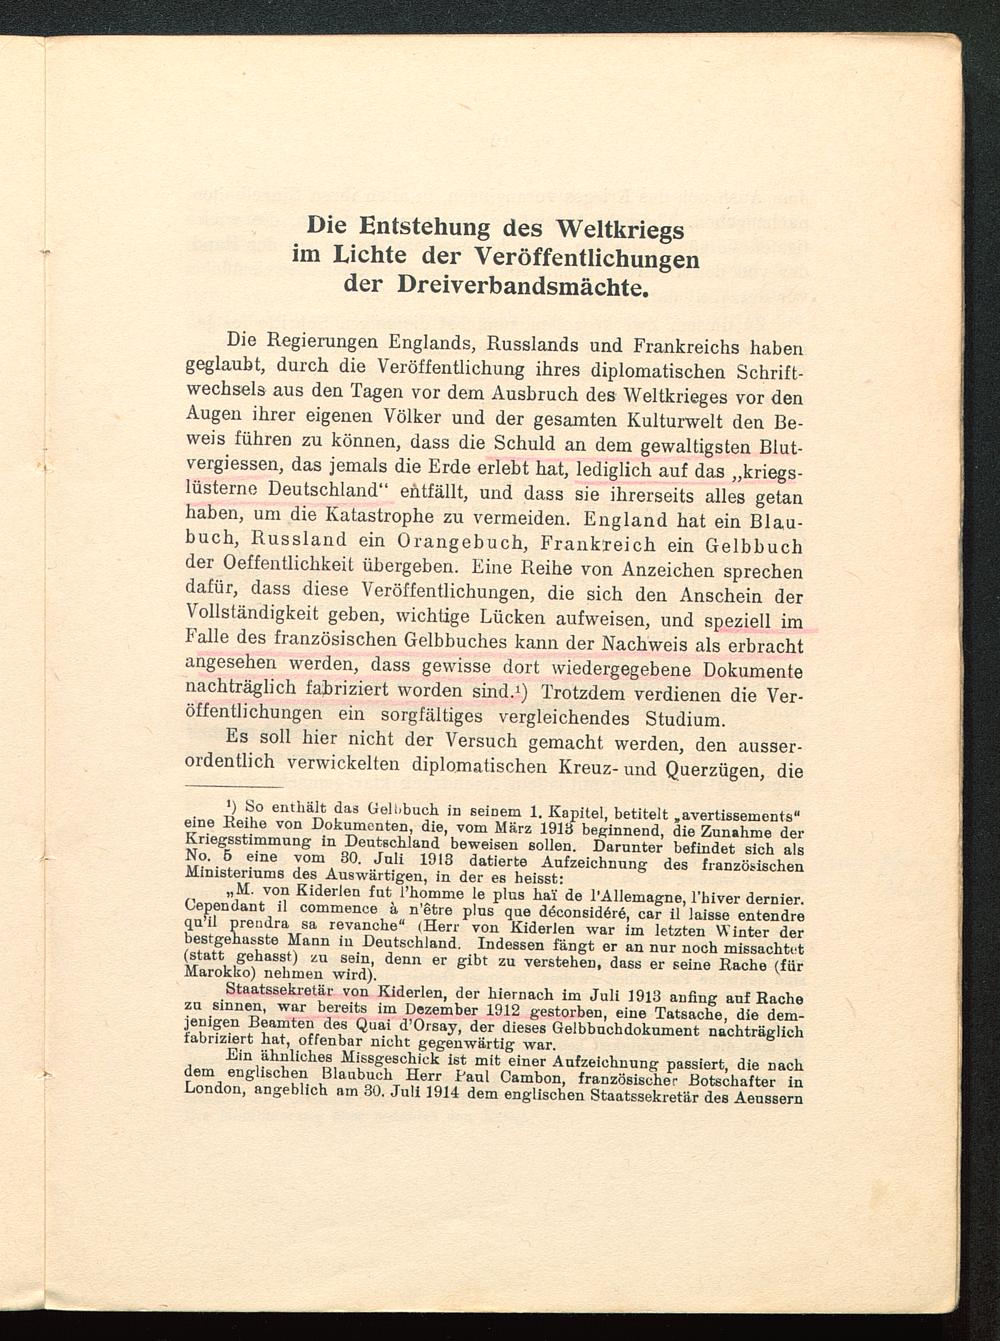 Die Entstehung des Weltkriegs
im Lichte der Veröffentlichungen
der Dreiverbandsmächte.
Die Regierungen Englands, Russlands und Frankreichs haben
geglaubt, durch die Veröffentlichung ihres diplomatischen Schrift-
wechsels aus den Tagen vor dem Ausbruch des Weltkrieges vor den
Augen ihrer eigenen Völker und der gesamten Kulturwelt den Be-
weis führen zu können, dass die Schuld an dem gewaltigsten Blut-
vergiessen, das jemals die Erde erlebt hat, lediglich auf das „kriegs-
lüsterne Deutschland“ entfällt, und dass sie ihrerseits alles getan
haben, um die Katastrophe zu vermeiden. England hat ein Blau-
buch, Russland ein Orangebuch, Frankreich ein Gelbbuch
der Oeffentlichkeit übergeben. Eine Reihe von Anzeichen sprechen
dafür, dass diese Veröffentlichungen, die sich den Anschein der
Vollständigkeit geben, wichtige Lücken aufweisen, und speziell im
Falle des französischen Gelbbuches kann der Nachweis als erbracht
angesehen werden, dass gewisse dort wiedergegebene Dokumente
nachträglich fabriziert worden sind.¹) Trotzdem verdienen die Ver-
öffentlichungen ein sorgfältiges vergleichendes Studium.
Es soll hier nicht der Versuch gemacht werden, den ausser-
ordentlich verwickelten diplomatischen Kreuz- und Querzügen, die
¹) So enthält das Gelbbuch in seinem 1. Kapitel, betitelt „avertissements“
eine Reihe von Dokumenten, die, vom März 1913 beginnend, die Zunahme der
Kriegsstimmung in Deutschland beweisen sollen. Darunter befindet sich als
No. 5 eine vom 30. Juli 1913 datierte Aufzeichnung des französischen
Ministeriums des Auswärtigen, in der es heisst:
„M. von Kiderlen fut l'homme le plus haï de l'Allemagne, l'hiver dernier.
Cependant il commence à n'être plus que déconsidéré, car il laisse entendre
qu'il prendra sa revanche“ (Herr von Kiderlen war im letzten Winter der
bestgehasste Mann in Deutschland. Indessen fängt er an nur noch missachtet
(statt gehasst) zu sein, denn er gibt zu verstehen, dass er seine Rache (für
Marokko) nehmen wird).
Staatssekretär von Kiderlen, der hiernach im Juli 1913 anfing auf Rache
zu sinnen, war bereits im Dezember 1912 gestorben, eine Tatsache, die dem-
jenigen Beamten des Quai d'Orsay, der dieses Gelbbuchdokument nachträglich
fabriziert hat, offenbar nicht gegenwärtig war.
Ein ähnliches Missgeschick ist mit einer Aufzeichnung passiert, die nach
dem englischen Blaubuch Herr Paul Cambon, französischer Botschafter in
London, angeblich am 30. Juli 1914 dem englischen Staatssekretär des Aeussern